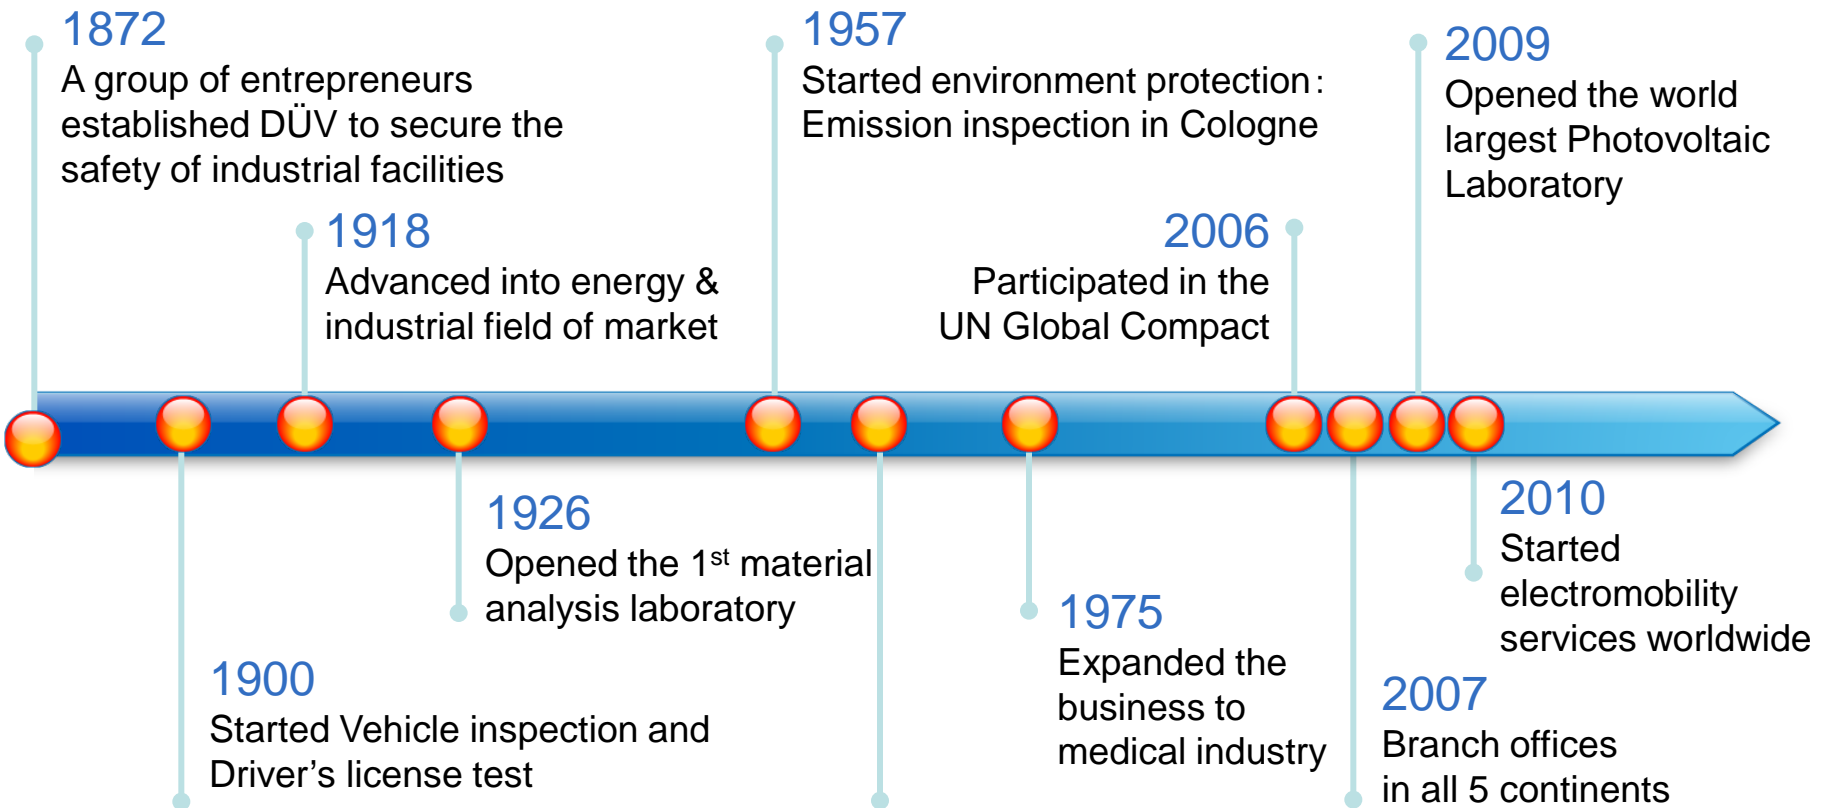 1872
A group of entrepreneurs
established DÜV to secure the
safety of industrial facilities
1957
Started environment protection:
Emission inspection in Cologne
2009
Opened the world
largest Photovoltaic
Laboratory
1918
Advanced into energy &
industrial field of market
2006
Participated in the
UN Global Compact
1926
Opened the 1st material
analysis laboratory
2010
Started
electromobility
services worldwide
1975
Expanded the
business to
medical industry
1900
Started Vehicle inspection and
Driver's license test
2007
Branch offices
in all 5 continents